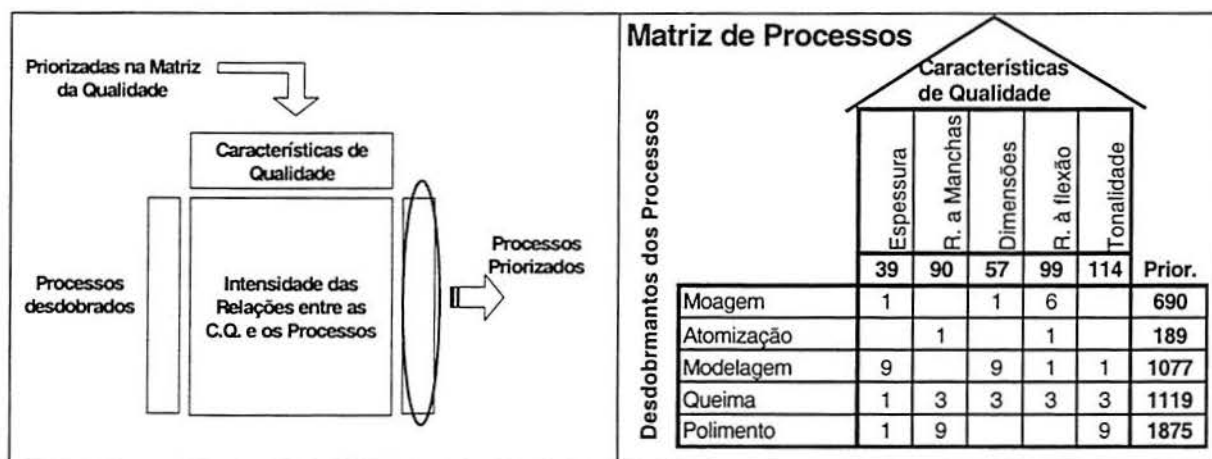 Priorizadas na Matriz
da Qualidade
Características de
Qualidade
Processos
desdobrados
Intensidade das
Relações entre as
C.Q. e os Processos
Processos
Priorizados
Matriz de Processos
Características
de Qualidade
Desdobrmantos dos Processos
Espessura
R. a Manchas
Dimensões
R. à flexão
Tonalidade
39 90 57 99 114 Prior.
Moagem 1 1 6 690
Atomização 1 1 189
Modelagem 9 9 1 1 1077
Queima 1 3 3 3 3 1119
Polimento 1 9 9 1875